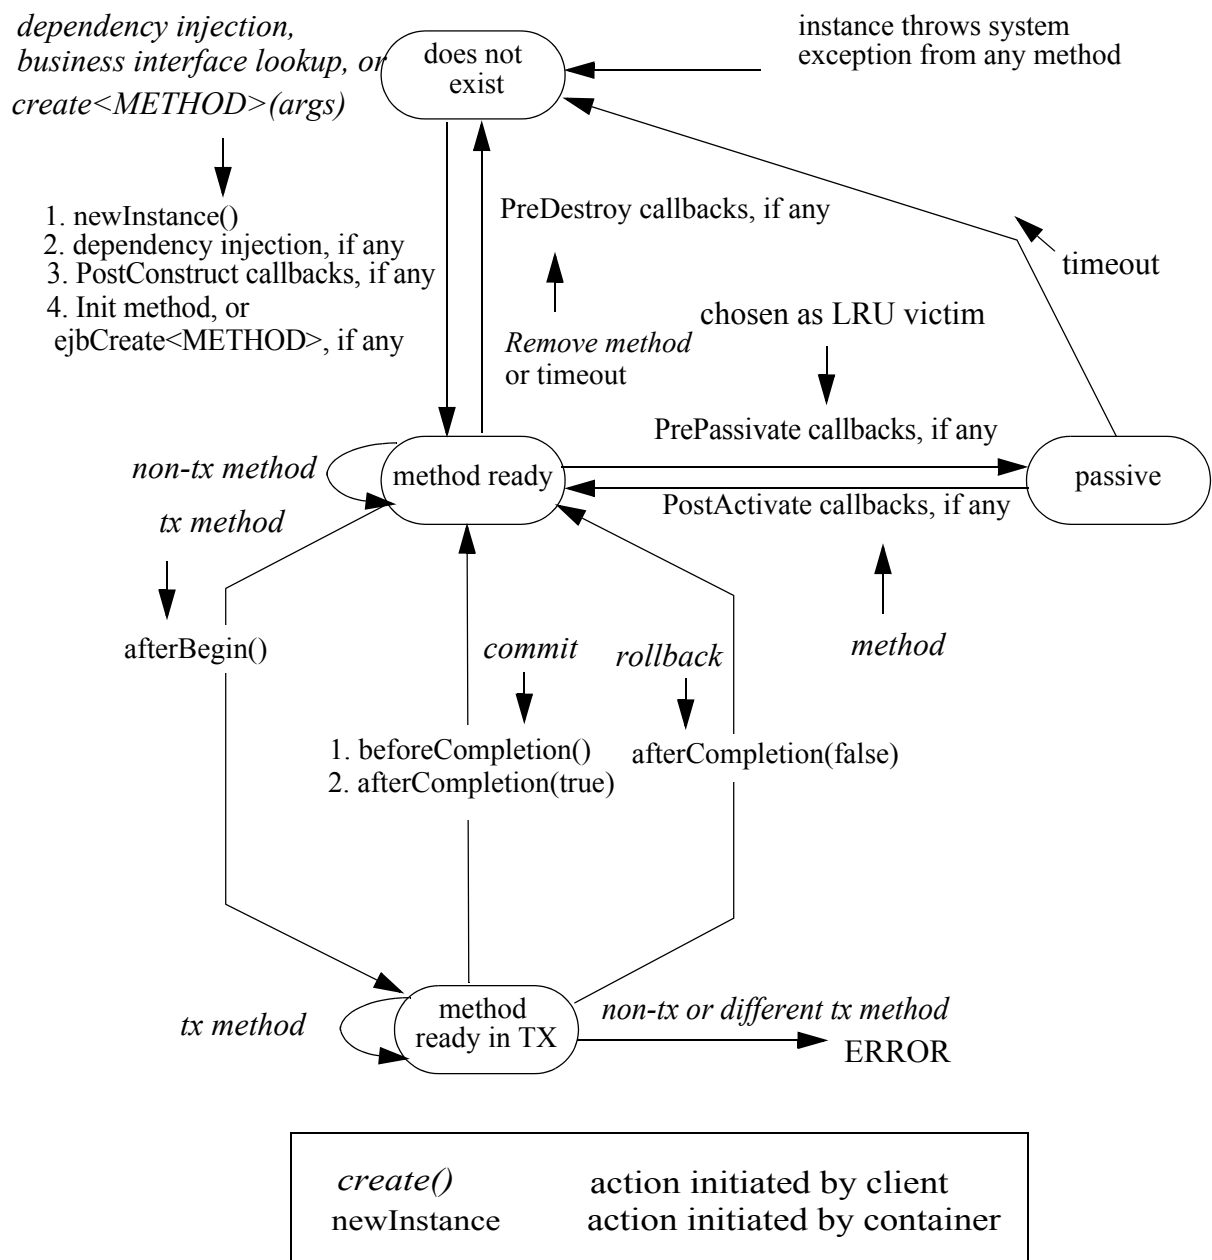 dependency injection,
business interface lookup, or
create<METHOD>(args)
does not
exist
instance throws system
exception from any method
1. newInstance()
2. dependency injection, if any
3. PostConstruct callbacks, if any
4. Init method, or
ejbCreate<METHOD>, if any
PreDestroy callbacks, if any
timeout
Remove method
or timeout
chosen as LRU victim
PrePassivate callbacks, if any
non-tx method
method ready
passive
PostActivate callbacks, if any
tx method
afterBegin()
commit
rollback
method
1. beforeCompletion()
2. afterCompletion(true)
afterCompletion(false)
tx method
method
ready in TX
non-tx or different tx method
ERROR
create()
action initiated by client
newInstance
action initiated by container